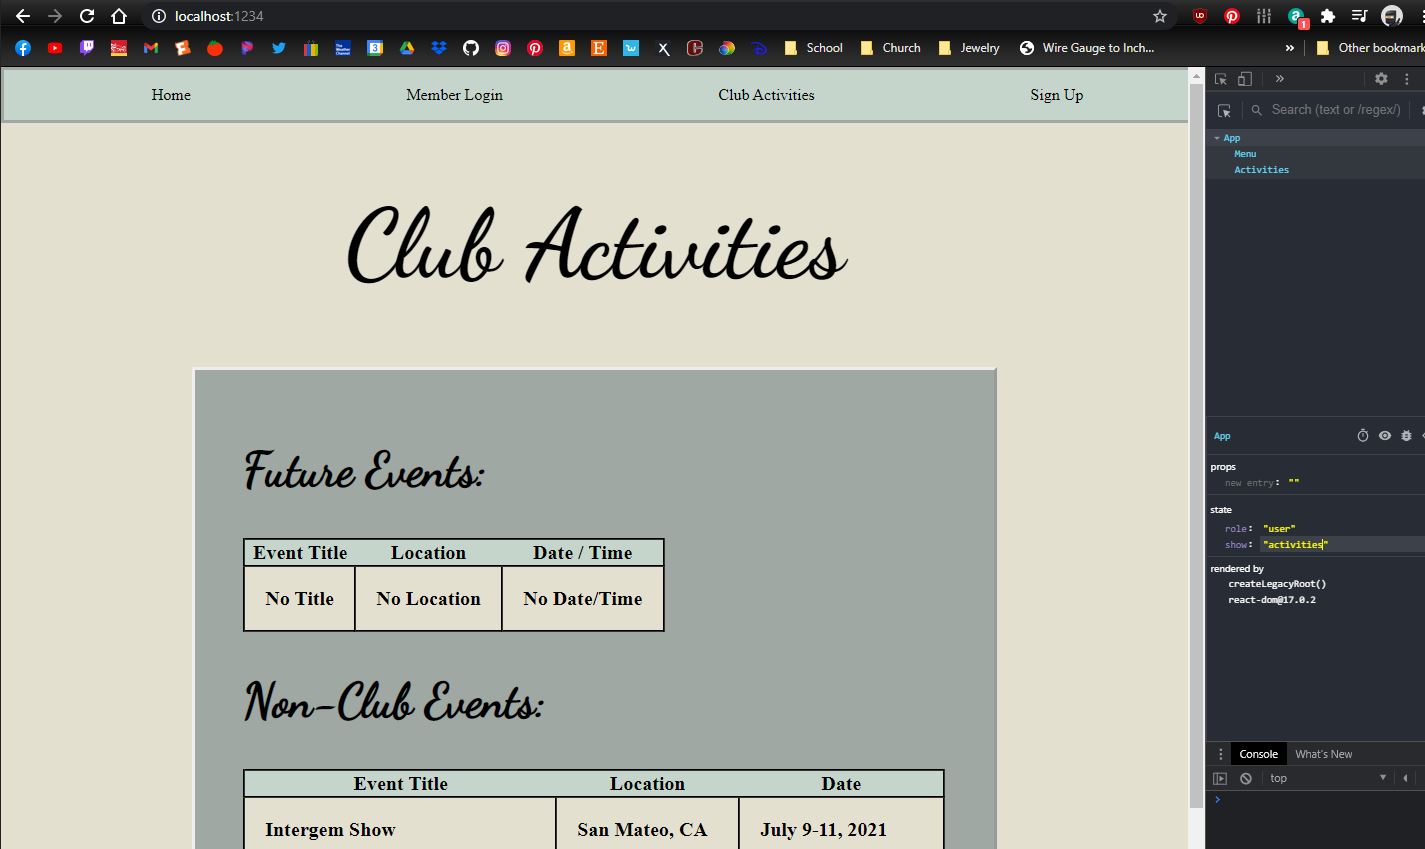 localhost:1234
School Church Jewelry Wire Gauge to Inch... » Other bookmark
Home Member Login Club Activities Sign Up
Club Activities
Future Events:
Event Title Location Date / Time
No Title No Location No Date/Time
Non-Club Events:
Event Title Location Date
Intergem Show San Mateo, CA July 9-11, 2021
»
Search (text or /regex/)
App
Menu
Activities
App
props
new entry: ""
state
role: "user"
show: "activities"
rendered by
createLegacyRoot()
react-dom@17.0.2
Console What's New
top